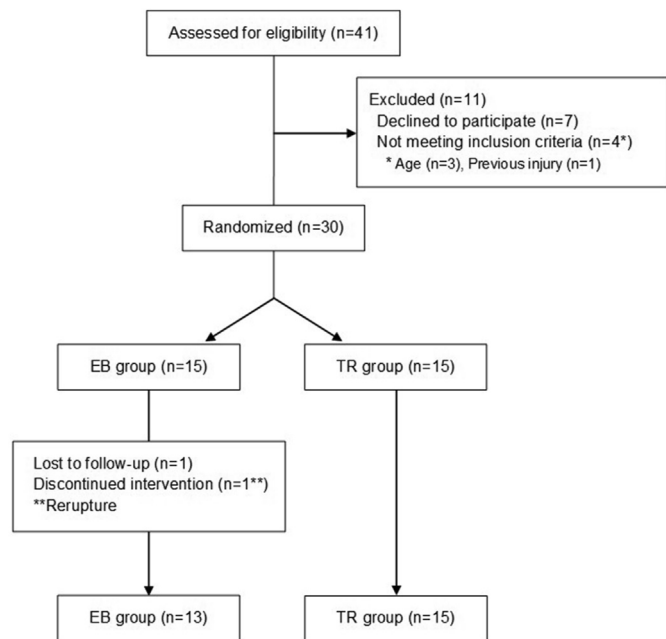 Assessed for eligibility (n=41)
Excluded (n=11)
Declined to participate (n=7)
Not meeting inclusion criteria (n=4*)
* Age (n=3), Previous injury (n=1)
Randomized (n=30)
EB group (n=15)
TR group (n=15)
Lost to follow-up (n=1)
Discontinued intervention (n=1**)
**Rerupture
EB group (n=13)
TR group (n=15)